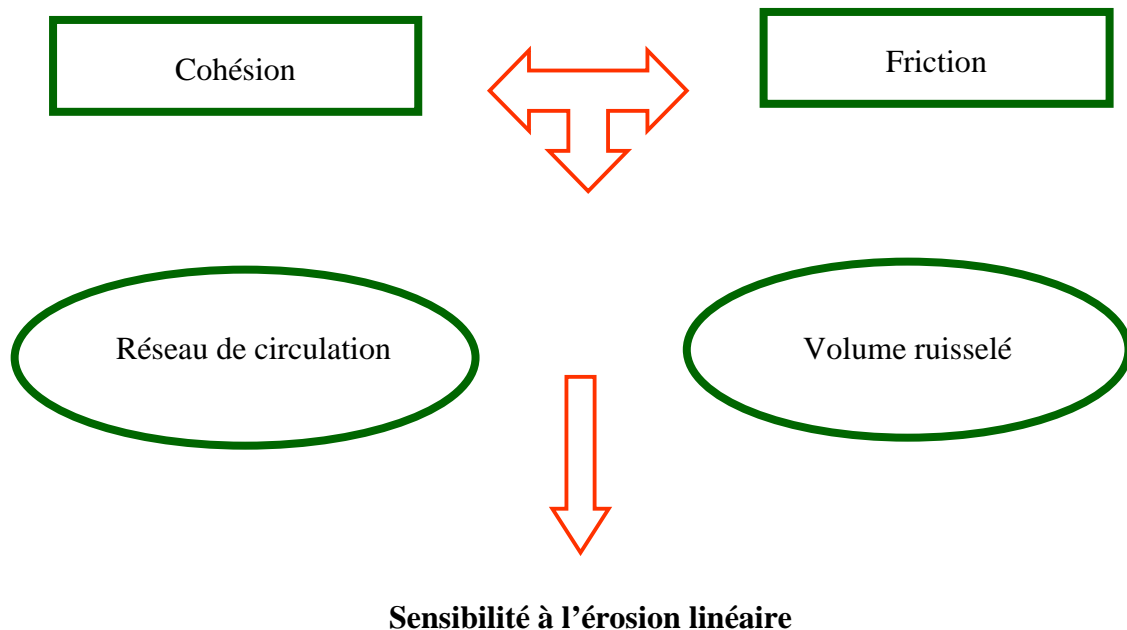 Cohésion
Friction
Réseau de circulation
Volume ruisselé
Sensibilité à l’érosion linéaire